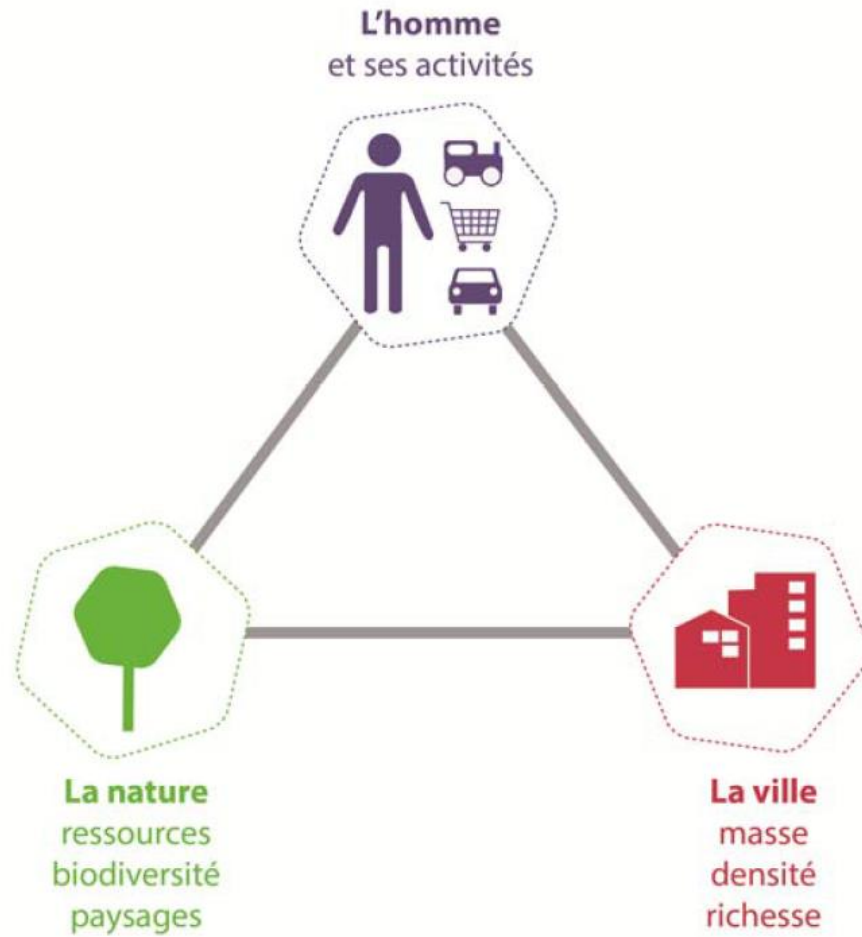 L'homme
et ses activités
La nature
ressources
biodiversité
paysages
La ville
masse
densité
richesse